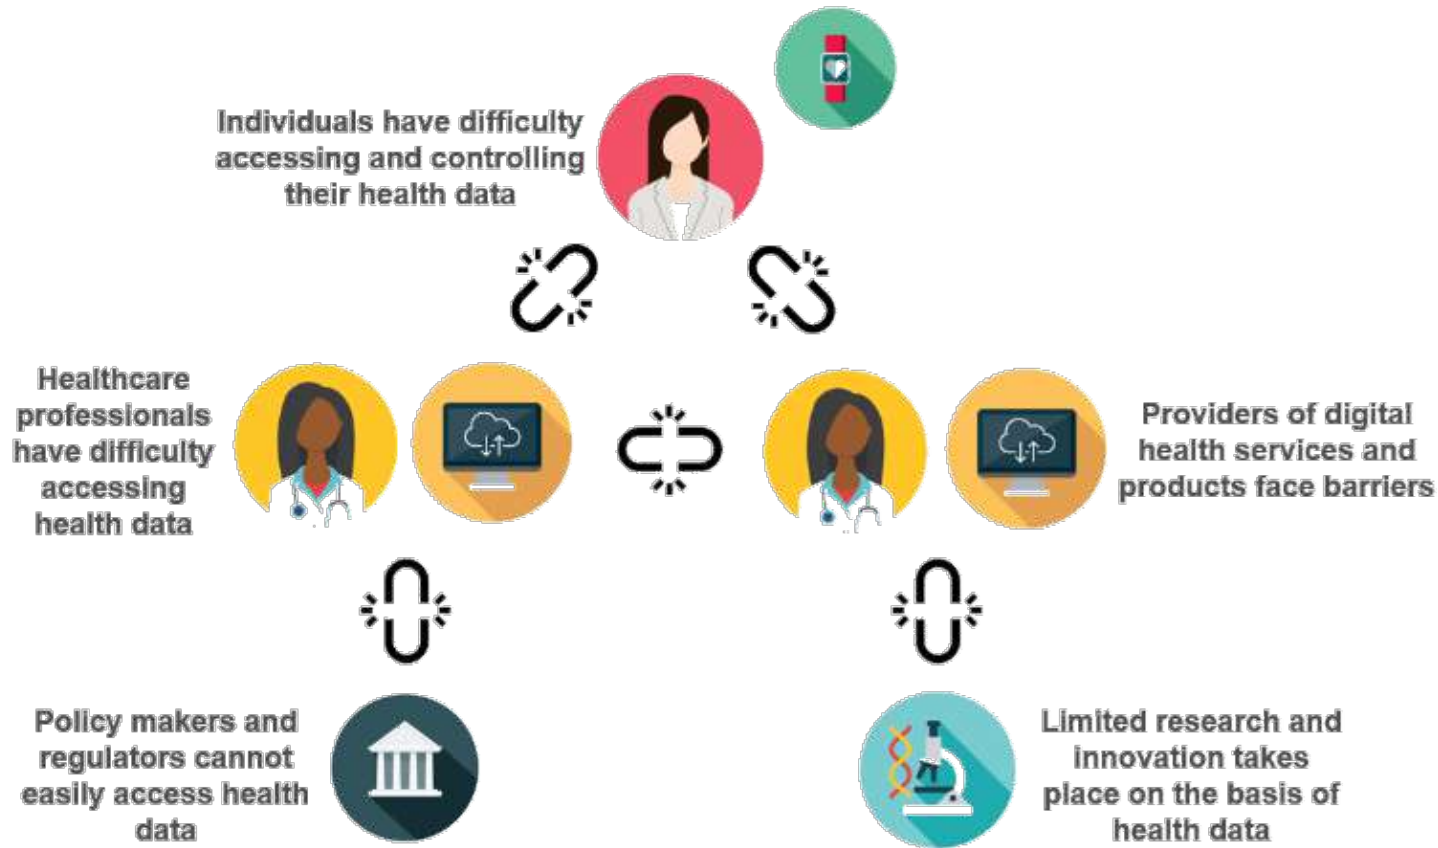 Individuals have difficulty
accessing and controlling
their health data
Healthcare
professionals
have difficulty
accessing
health data
Providers of digital
health services and
products face barriers
Policy makers and
regulators cannot
easily access health
data
Limited research and
innovation takes
place on the basis of
health data